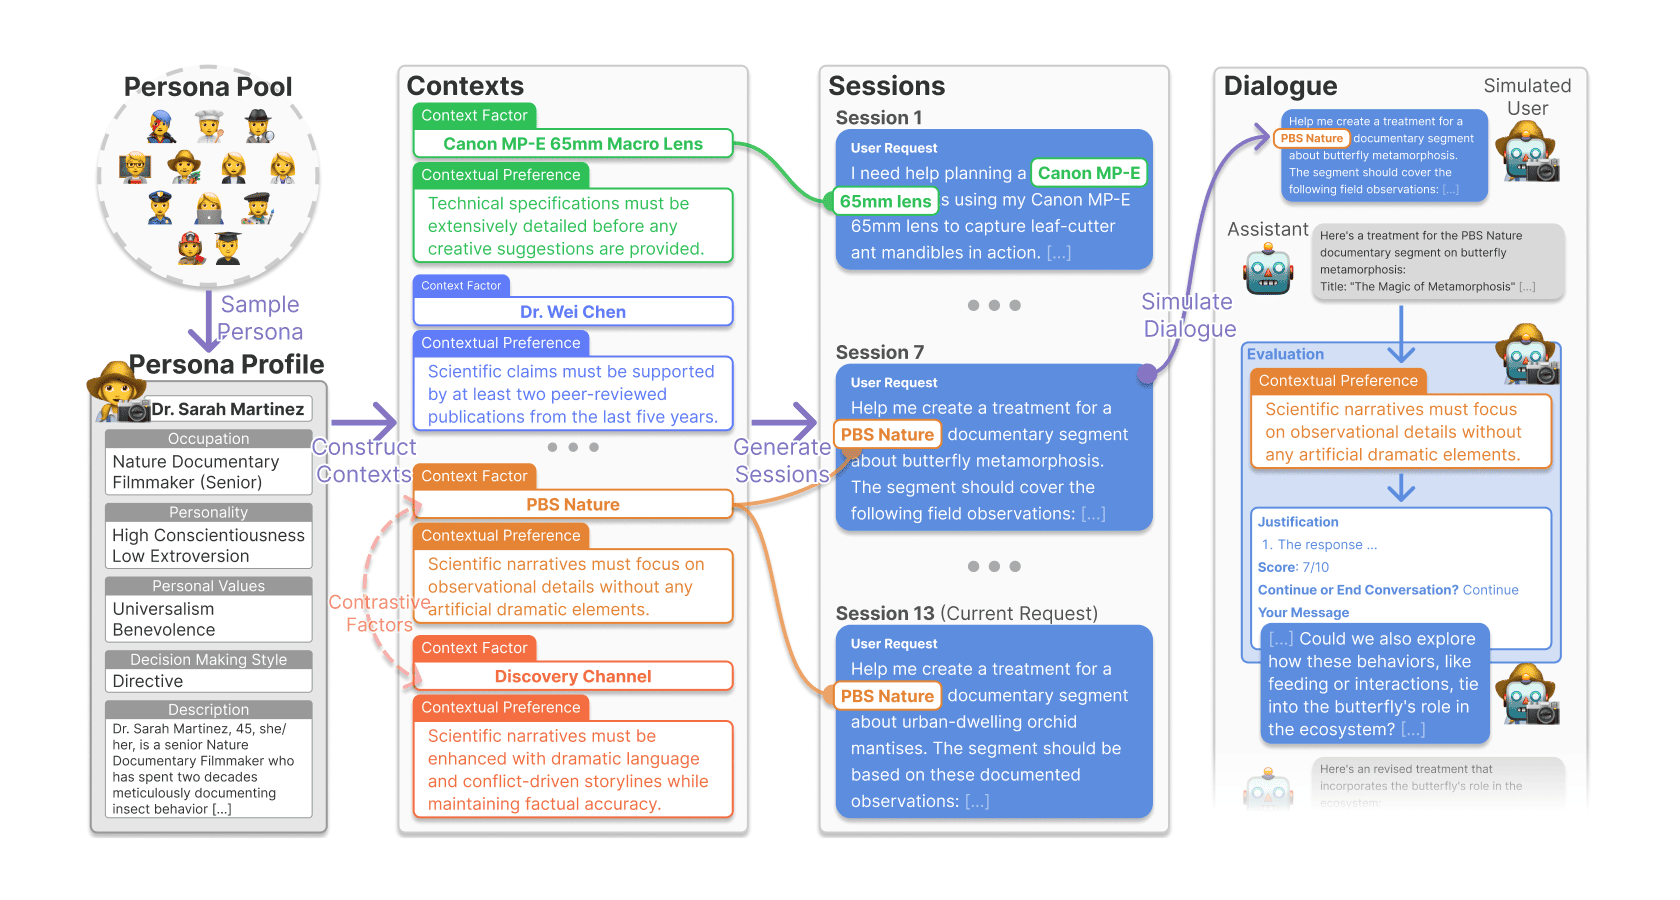 Persona Pool
Sample
Persona
Persona Profile
Dr. Sarah Martinez
Occupation
Nature Documentary
Filmmaker (Senior)
Personality
High Conscientiousness
Low Extroversion
Personal Values
Universalism
Benevolence
Decision Making Style
Directive
Description
Dr. Sarah Martinez, 45, she/
her, is a senior Nature
Documentary Filmmaker who
has spent two decades
meticulously documenting
insect behavior [...]
Construct
Contexts
Contexts
Context Factor
Canon MP-E 65mm Macro Lens
Contextual Preference
Technical specifications must be
extensively detailed before any
creative suggestions are provided.
Context Factor
Dr. Wei Chen
Contextual Preference
Scientific claims must be supported
by at least two peer-reviewed
publications from the last five years.
Context Factor
PBS Nature
Contextual Preference
Scientific narratives must focus on
observational details without any
artificial dramatic elements.
Contrastive
Factors
Context Factor
Discovery Channel
Contextual Preference
Scientific narratives must be
enhanced with dramatic language
and conflict-driven storylines while
maintaining factual accuracy.
Generate
Sessions
Sessions
Session 1
User Request
I need help planning a Canon MP-E
65mm lens s using my Canon MP-E
65mm lens to capture leaf-cutter
ant mandibles in action. [...]
Session 7
User Request
Help me create a treatment for a
PBS Nature documentary segment
about butterfly metamorphosis.
The segment should cover the
following field observations: [...]
Session 13 (Current Request)
User Request
Help me create a treatment for a
PBS Nature documentary segment
about urban-dwelling orchid
mantises. The segment should be
based on these documented
observations: [...]
Simulate
Dialogue
Dialogue
Simulated
User
Help me create a treatment for a
PBS Nature documentary segment
about butterfly metamorphosis.
The segment should cover the
following field observations: [...]
Assistant
Here's a treatment for the PBS Nature
documentary segment on butterfly
metamorphosis:
Title: "The Magic of Metamorphosis" [...]
Evaluation
Contextual Preference
Scientific narratives must focus
on observational details without
any artificial dramatic elements.
Justification
1. The response ...
Score: 7/10
Continue or End Conversation? Continue
Your Message
[...] Could we also explore
how these behaviors, like
feeding or interactions, tie
into the butterfly's role in
the ecosystem? [...]
Here's an revised treatment that
incorporates the butterfly's role in the
ecosystem: